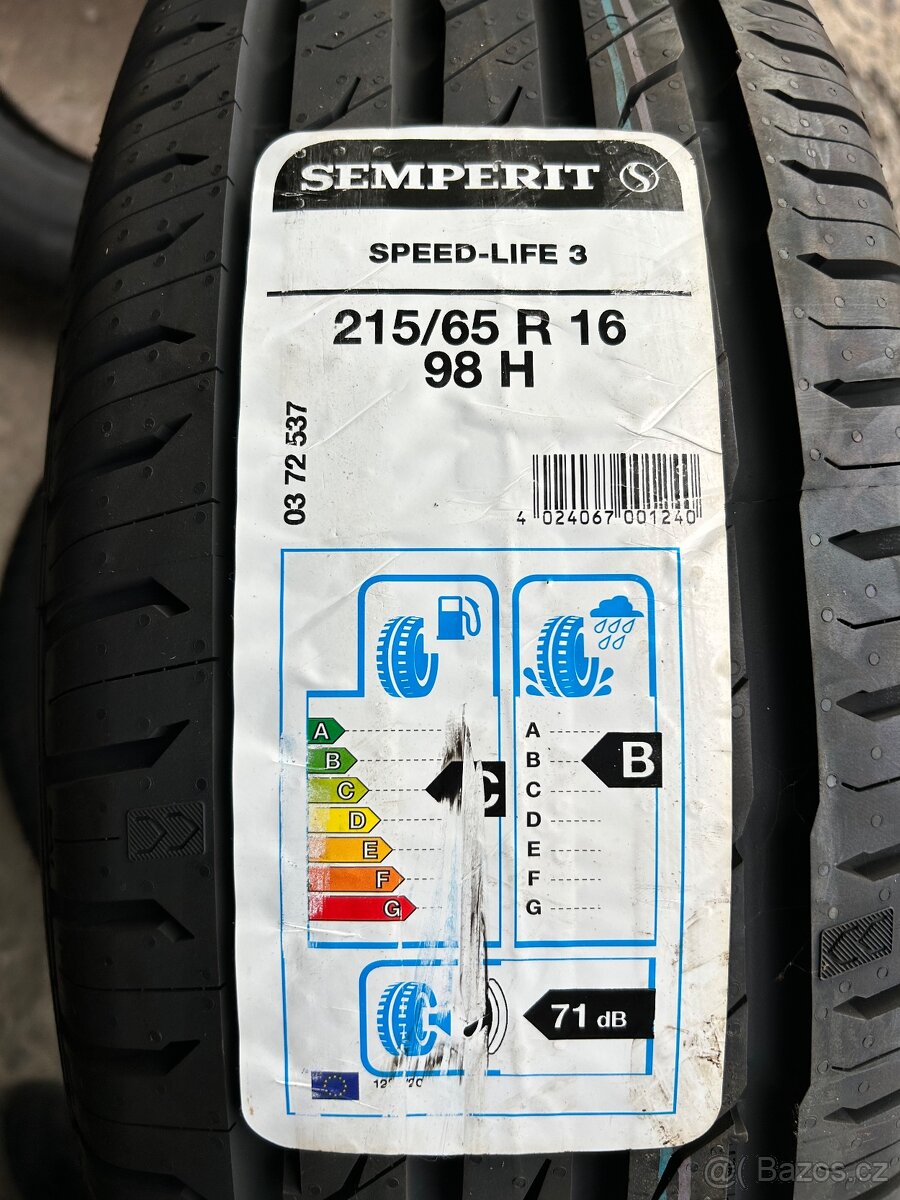 SEMPERIT
SPEED-LIFE 3
215/65 R 16
98 H
03 72 537
4 024067 001240
A
B
C
D
E
F
G
C
A
B
C
D
E
F
G
B
71 dB
@ Bazos.cz